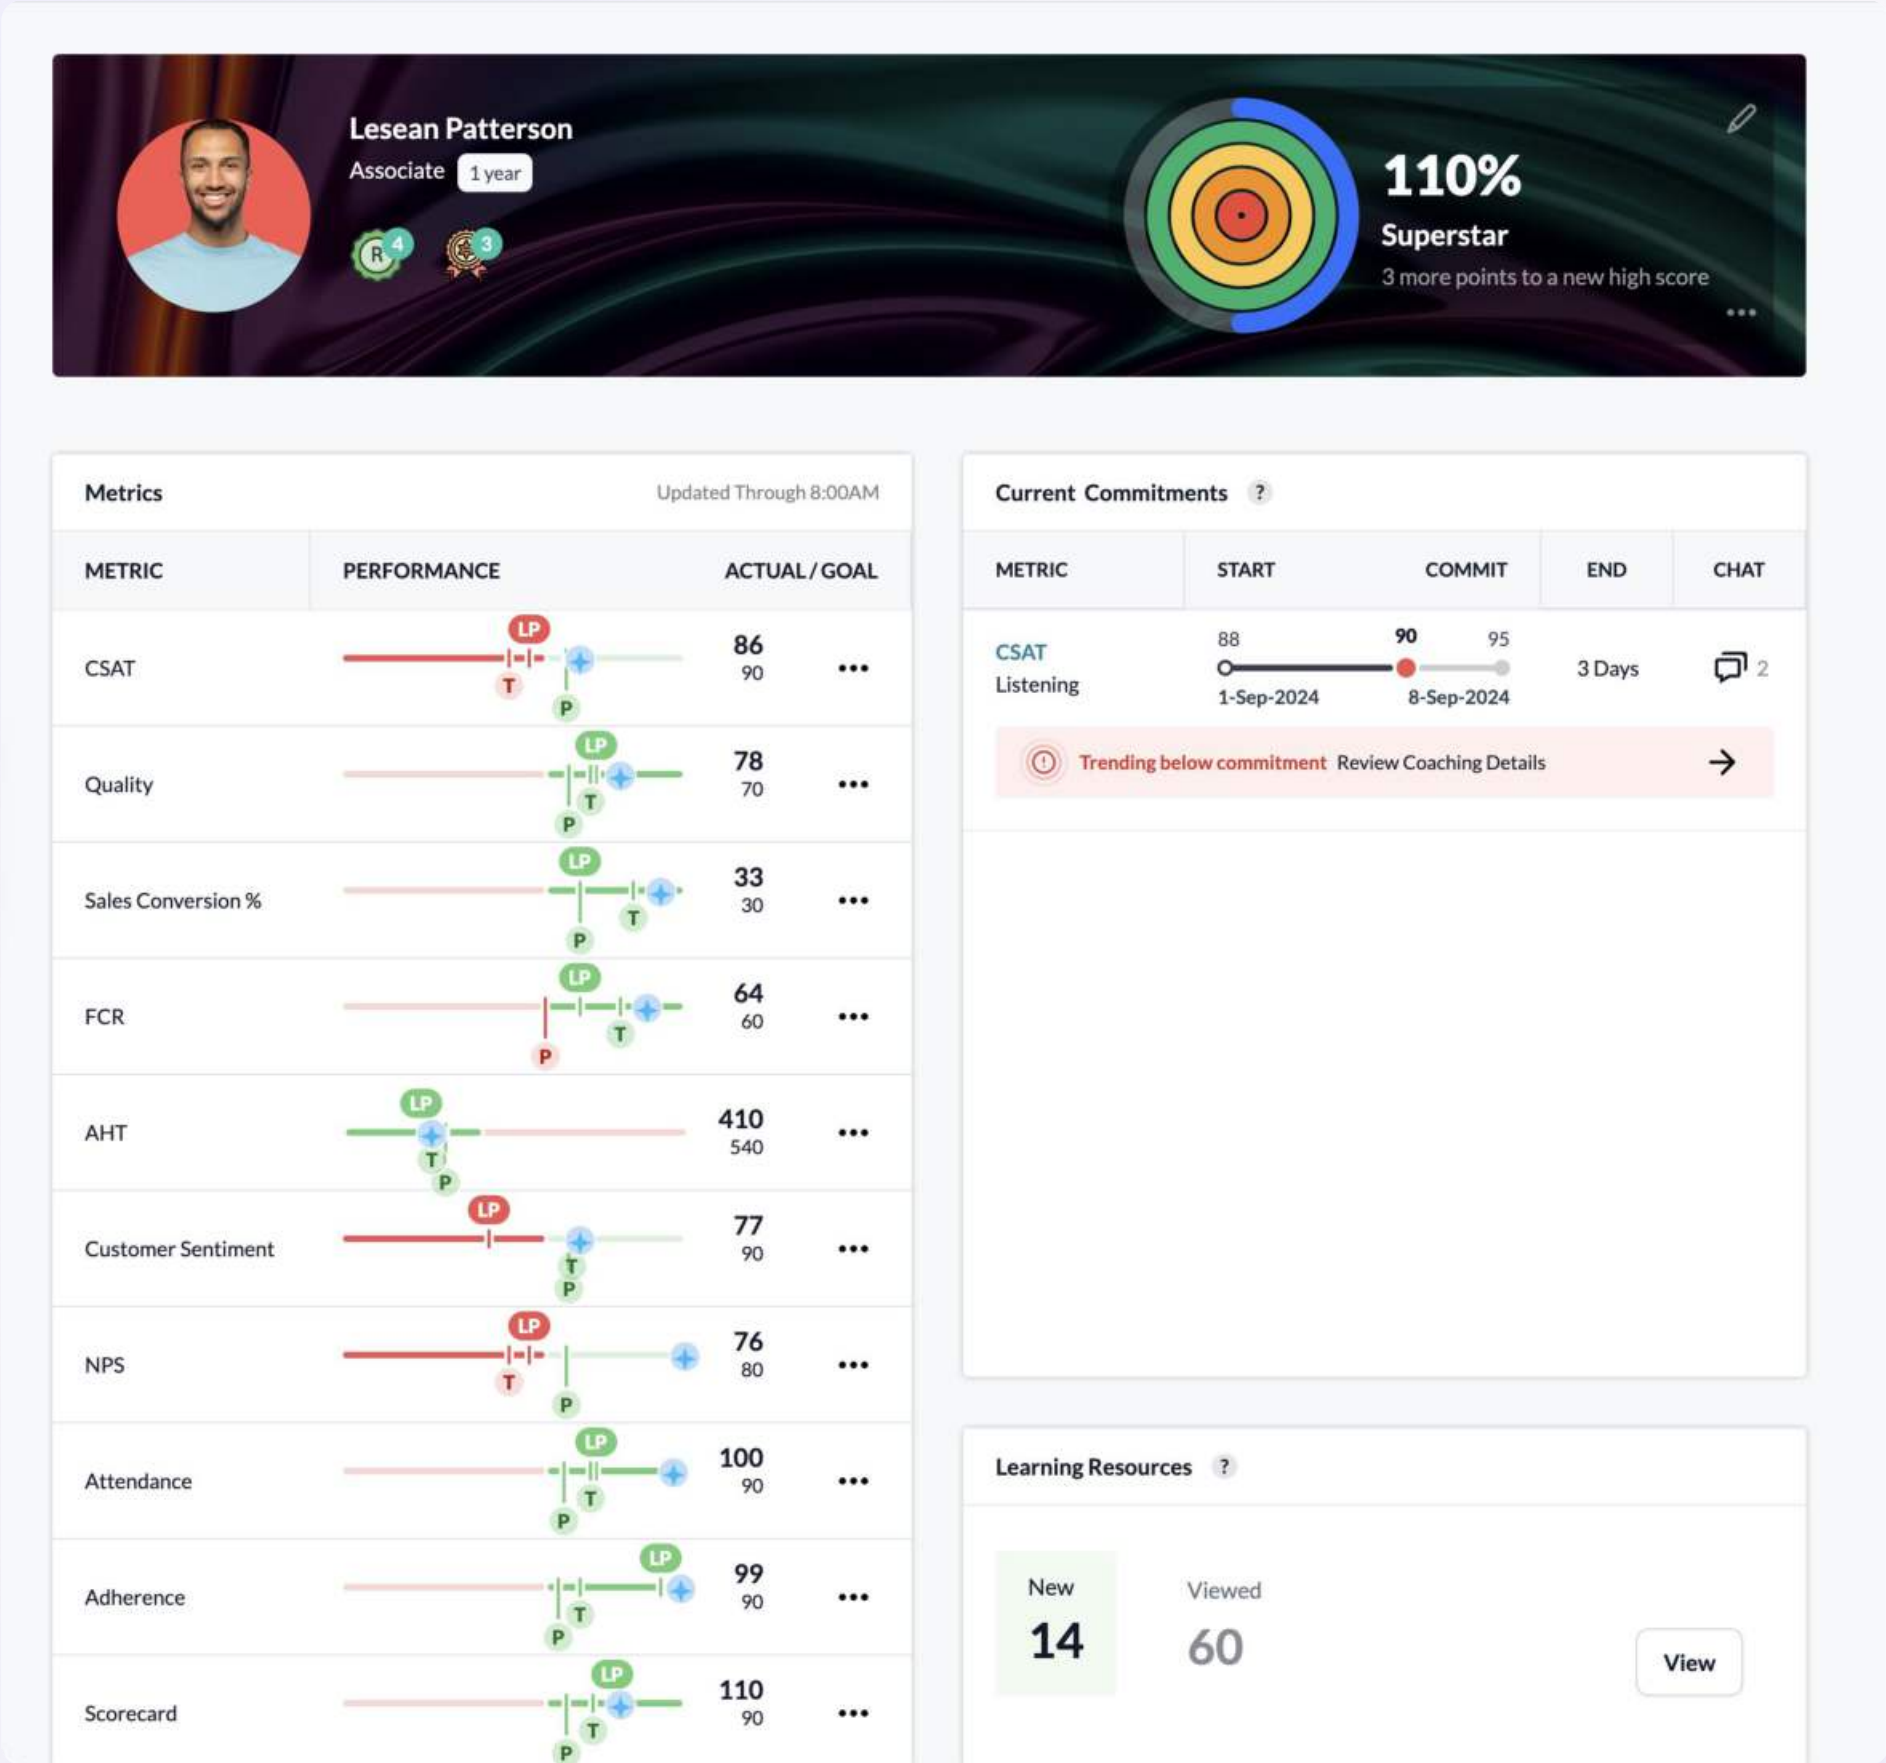 Lesean Patterson
Associate 1 year
R 4 3
110%
Superstar
3 more points to a new high score
Metrics Updated Through 8:00AM
METRIC PERFORMANCE ACTUAL / GOAL
LP
CSAT 86
90
T
P
LP
Quality 78
70
T
P
LP
Sales Conversion % 33
30
T
P
LP
FCR 64
60
T
P
LP
AHT 410
540
T
P
LP
Customer Sentiment 77
90
T
P
LP
NPS 76
80
T
P
LP
Attendance 100
90
T
P
LP
Adherence 99
90
T
P
LP
Scorecard 110
90
T
P
Current Commitments ?
METRIC START COMMIT END CHAT
88 90 95
CSAT
Listening
3 Days 2
1-Sep-2024 8-Sep-2024
Trending below commitment Review Coaching Details
Learning Resources ?
New Viewed
14 60
View